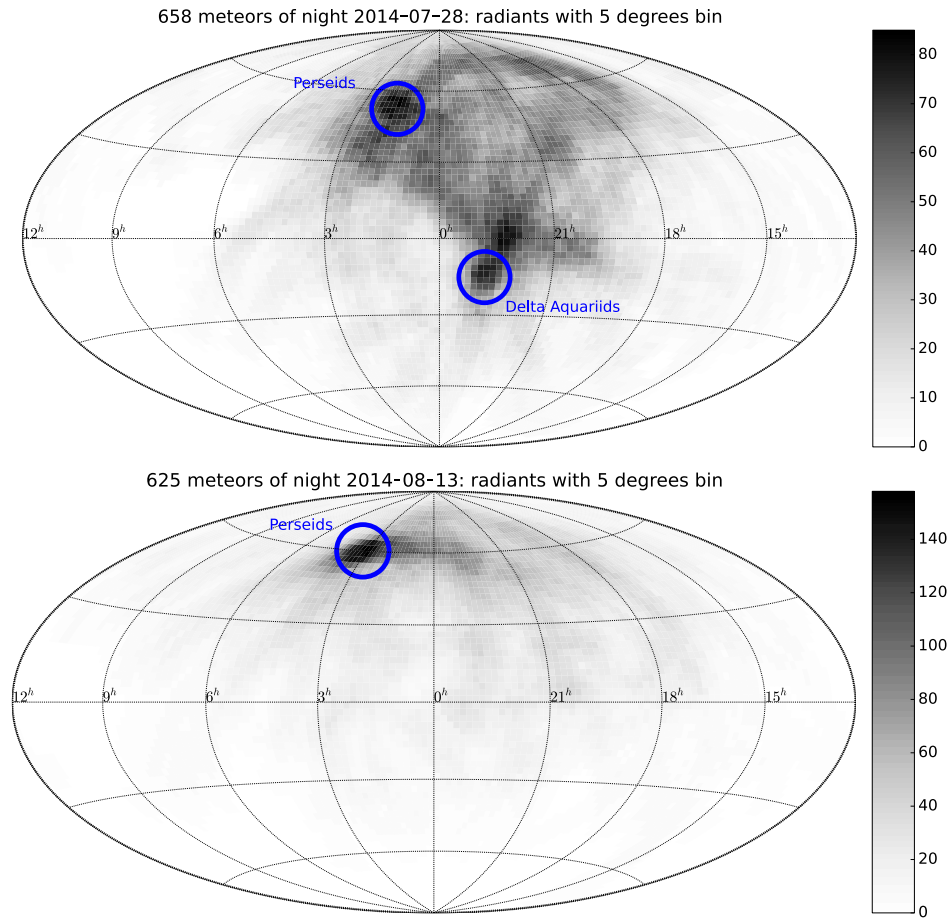 658 meteors of night 2014-07-28: radiants with 5 degrees bin
Perseids
12ʰ 9ʰ 6ʰ 3ʰ 0ʰ 21ʰ 18ʰ 15ʰ
Delta Aquariids
80
70
60
50
40
30
20
10
0
625 meteors of night 2014-08-13: radiants with 5 degrees bin
Perseids
12ʰ 9ʰ 6ʰ 3ʰ 0ʰ 21ʰ 18ʰ 15ʰ
140
120
100
80
60
40
20
0